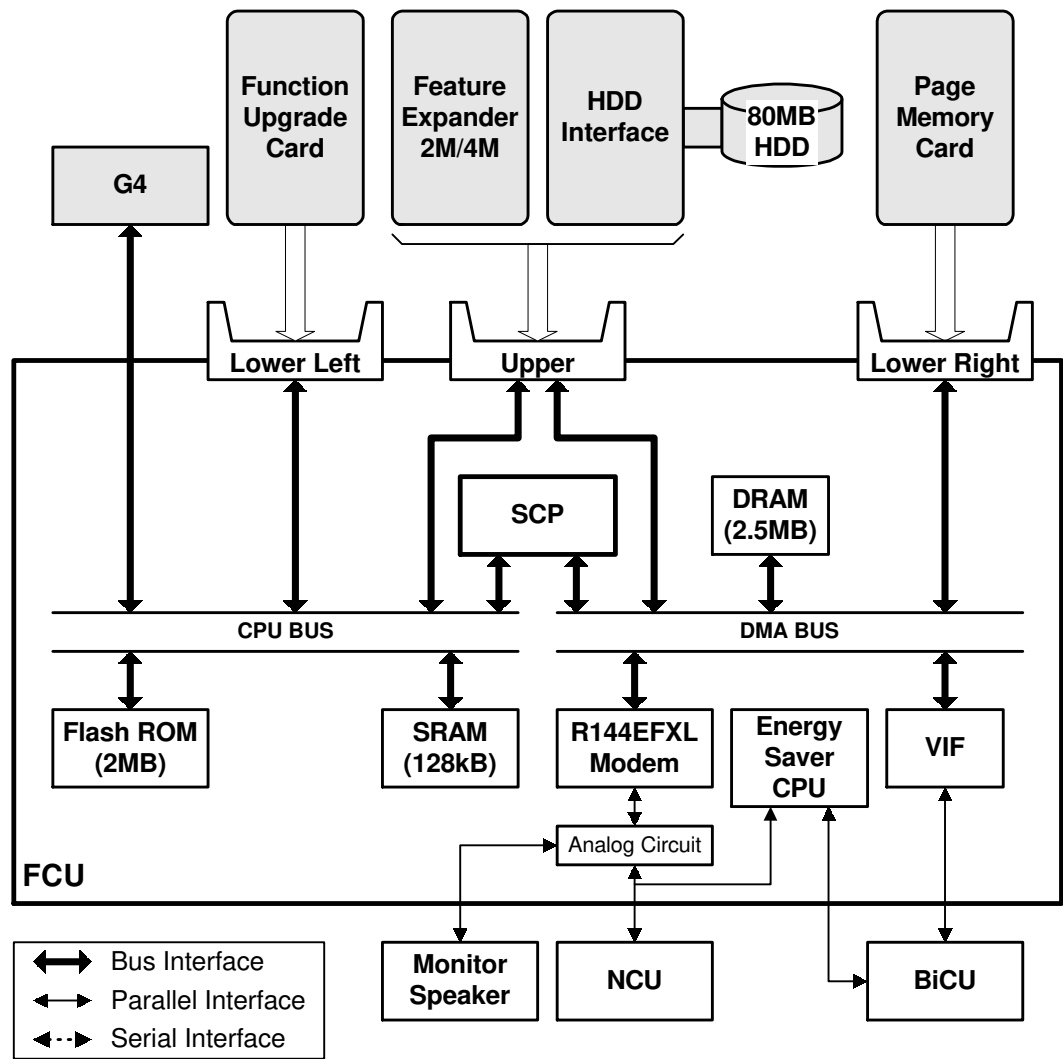 Function
Upgrade
Card
Feature
Expander
2M/4M
HDD
Interface
80MB
HDD
Page
Memory
Card
G4
Lower Left
Upper
Lower Right
SCP
DRAM
(2.5MB)
CPU BUS
DMA BUS
Flash ROM
(2MB)
SRAM
(128kB)
R144EFXL
Modem
Energy
Saver
CPU
VIF
Analog Circuit
FCU
Bus Interface
Parallel Interface
Serial Interface
Monitor
Speaker
NCU
BiCU